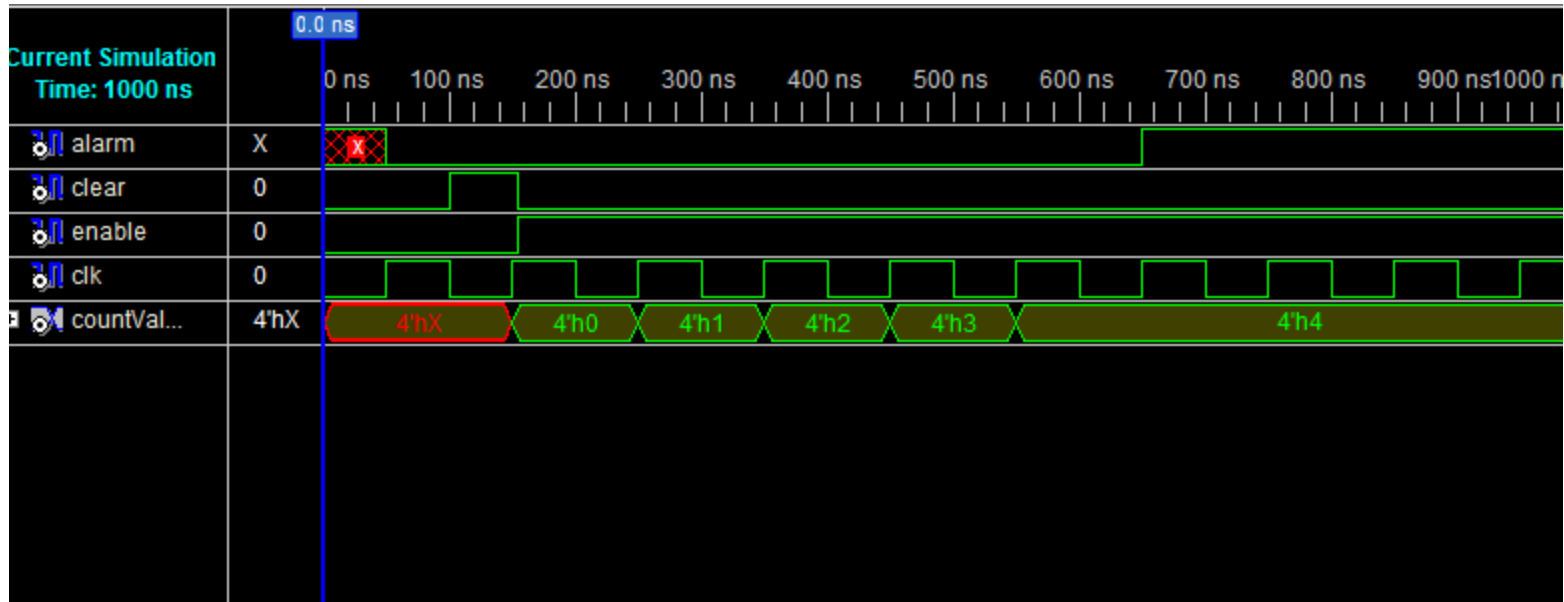 0.0 ns
Current Simulation
Time: 1000 ns
0 ns 100 ns 200 ns 300 ns 400 ns 500 ns 600 ns 700 ns 800 ns 900 ns1000 n
alarm X X
clear 0
enable 0
clk 0
countVal... 4'hX 4'hX 4'h0 4'h1 4'h2 4'h3 4'h4